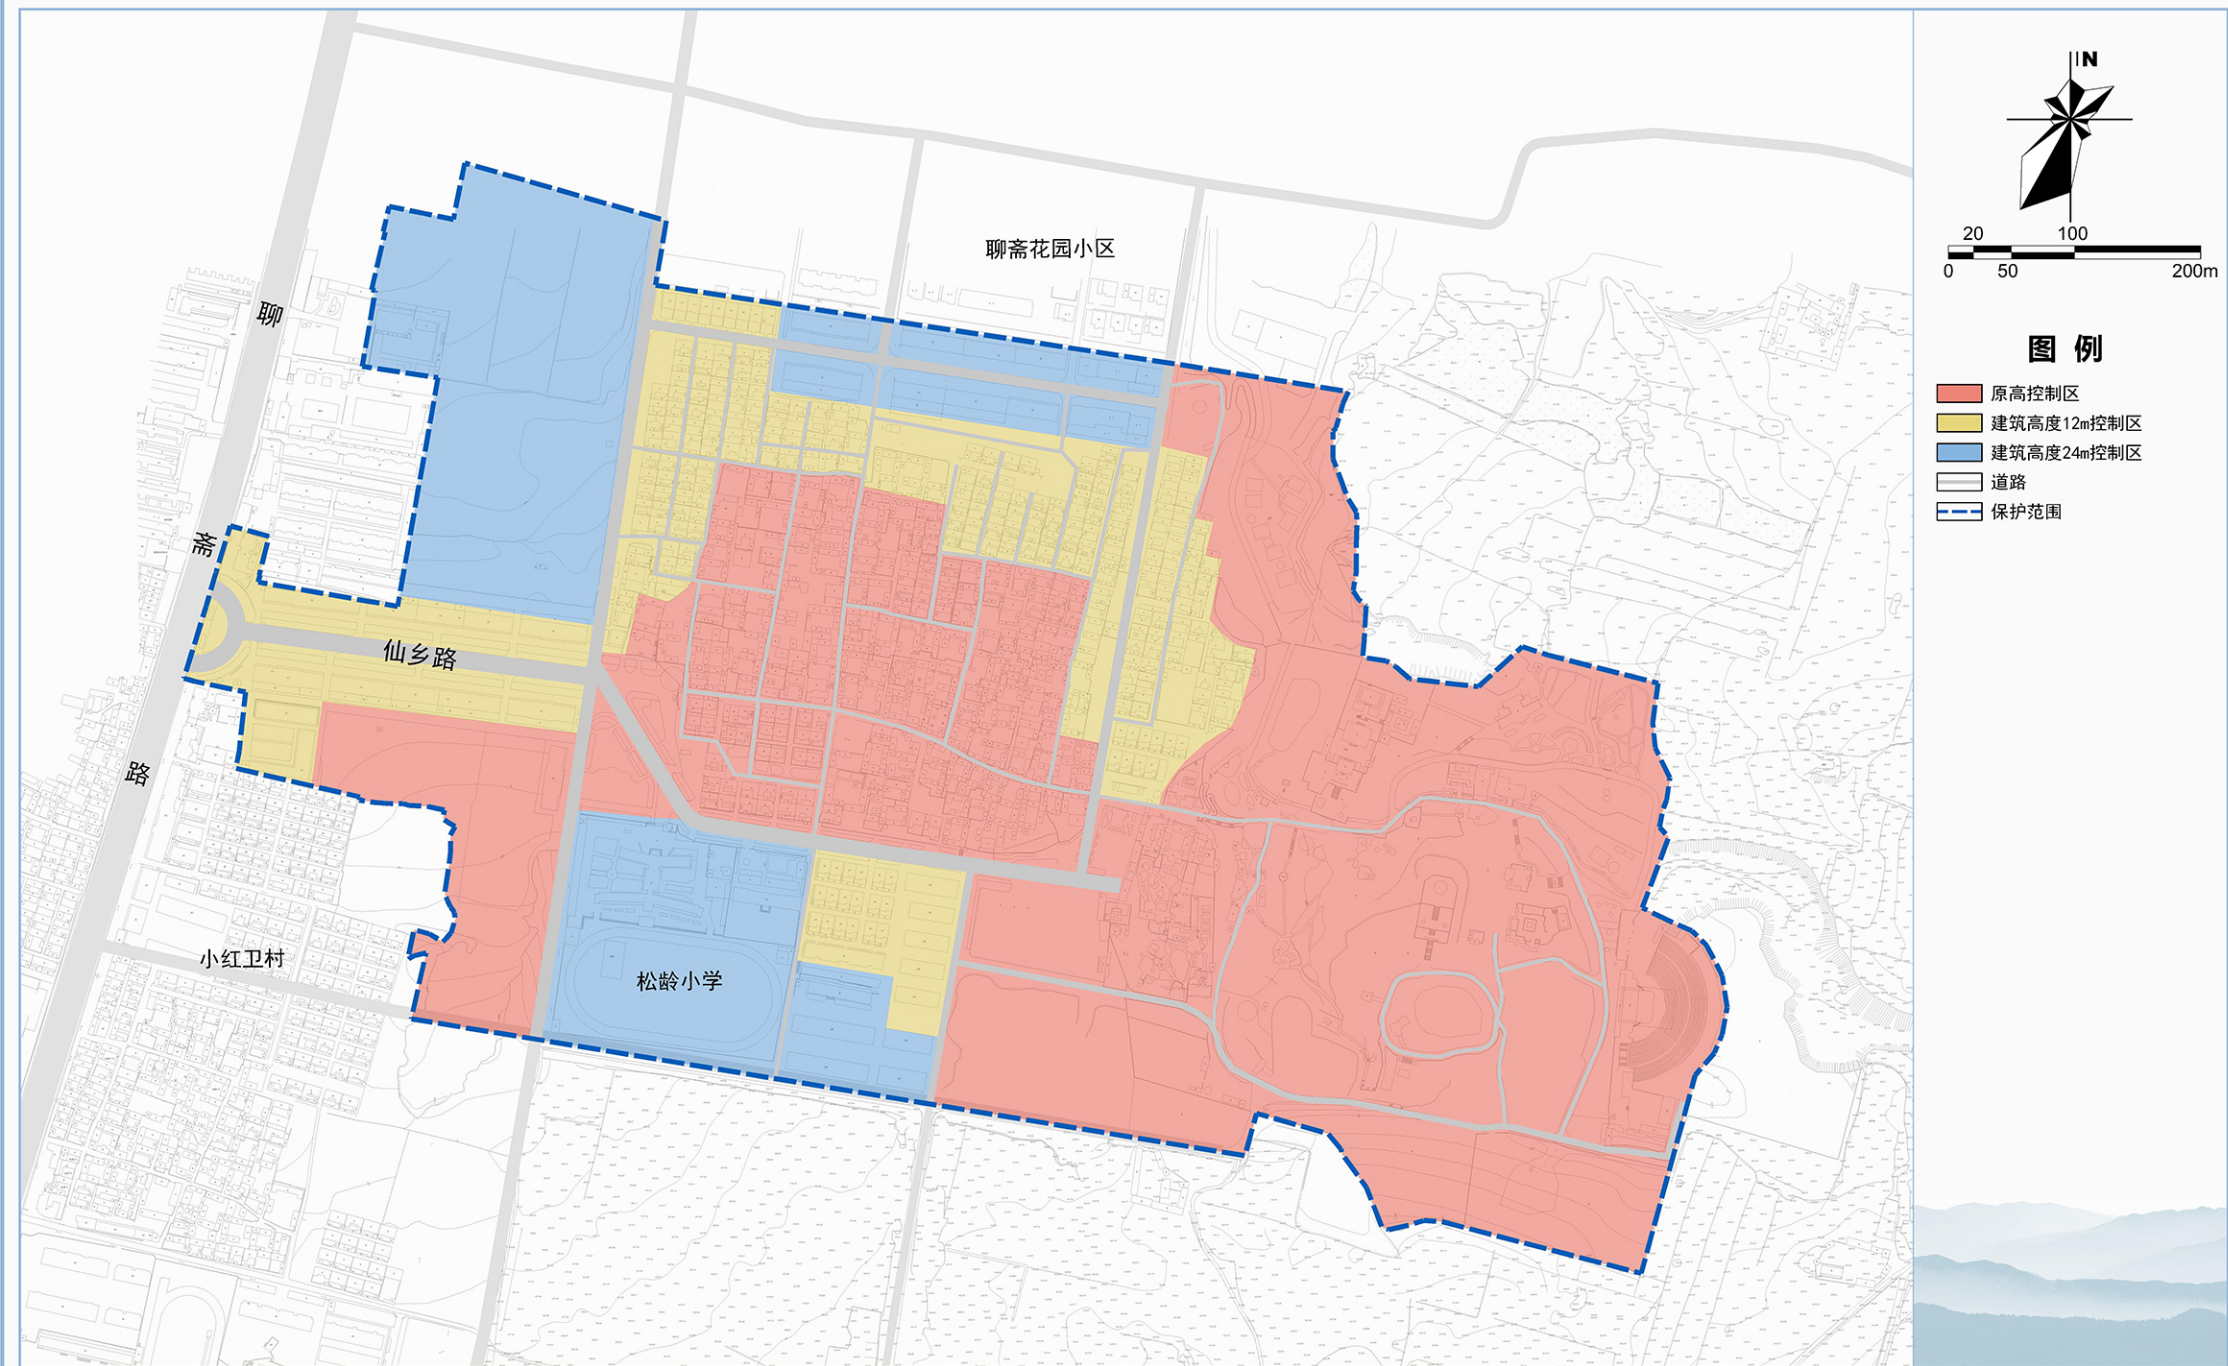 N
20 100
0 50 200m
图例
原高控制区
建筑高度12m控制区
建筑高度24m控制区
道路
保护范围
聊斋花园小区
聊
斋
路
仙乡路
小红卫村
松龄小学